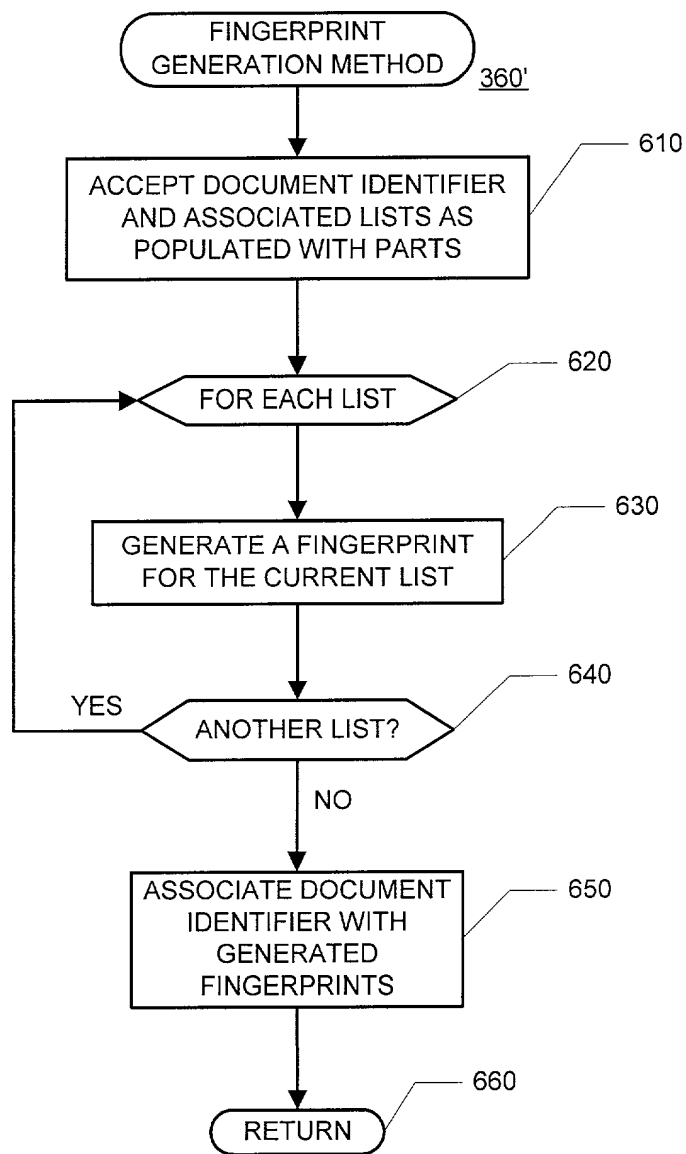 FINGERPRINT
GENERATION METHOD
360'
610
ACCEPT DOCUMENT IDENTIFIER
AND ASSOCIATED LISTS AS
POPULATED WITH PARTS
620
FOR EACH LIST
630
GENERATE A FINGERPRINT
FOR THE CURRENT LIST
640
YES
ANOTHER LIST?
NO
650
ASSOCIATE DOCUMENT
IDENTIFIER WITH
GENERATED
FINGERPRINTS
660
RETURN